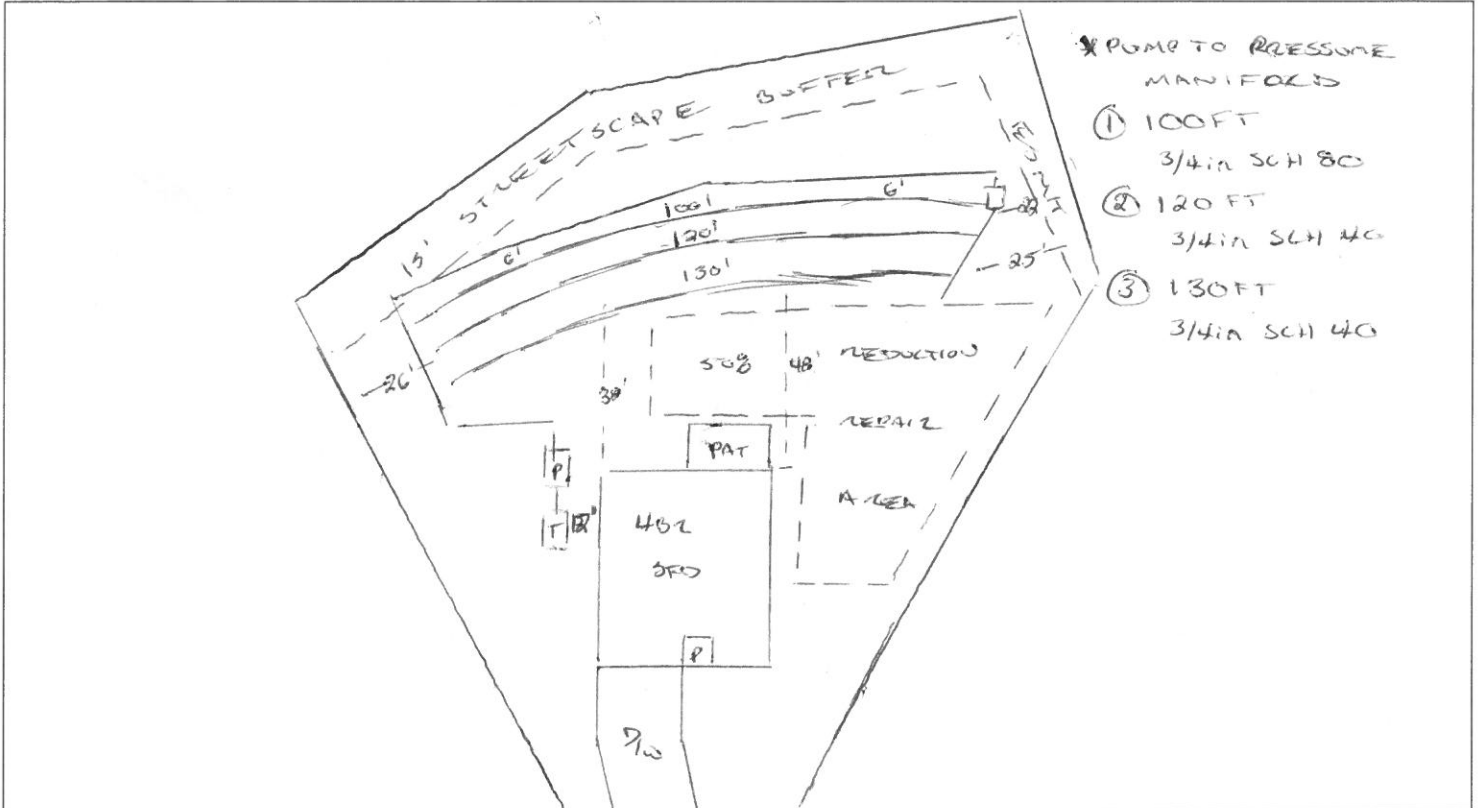 *PUMP TO PRESSURE
MANIFOLD
① 100FT
3/4in SCH 80
② 120 FT
3/4in SCH 40
③ 130FT
3/4in SCH 40
15' STREETSCAPE BUFFER
100'
6'
6'
120'
130'
25'
26'
38'
48'
50%
REDUCTION
REPAIR
AREA
PAT
P
T
4BR
SFD
P
D/W